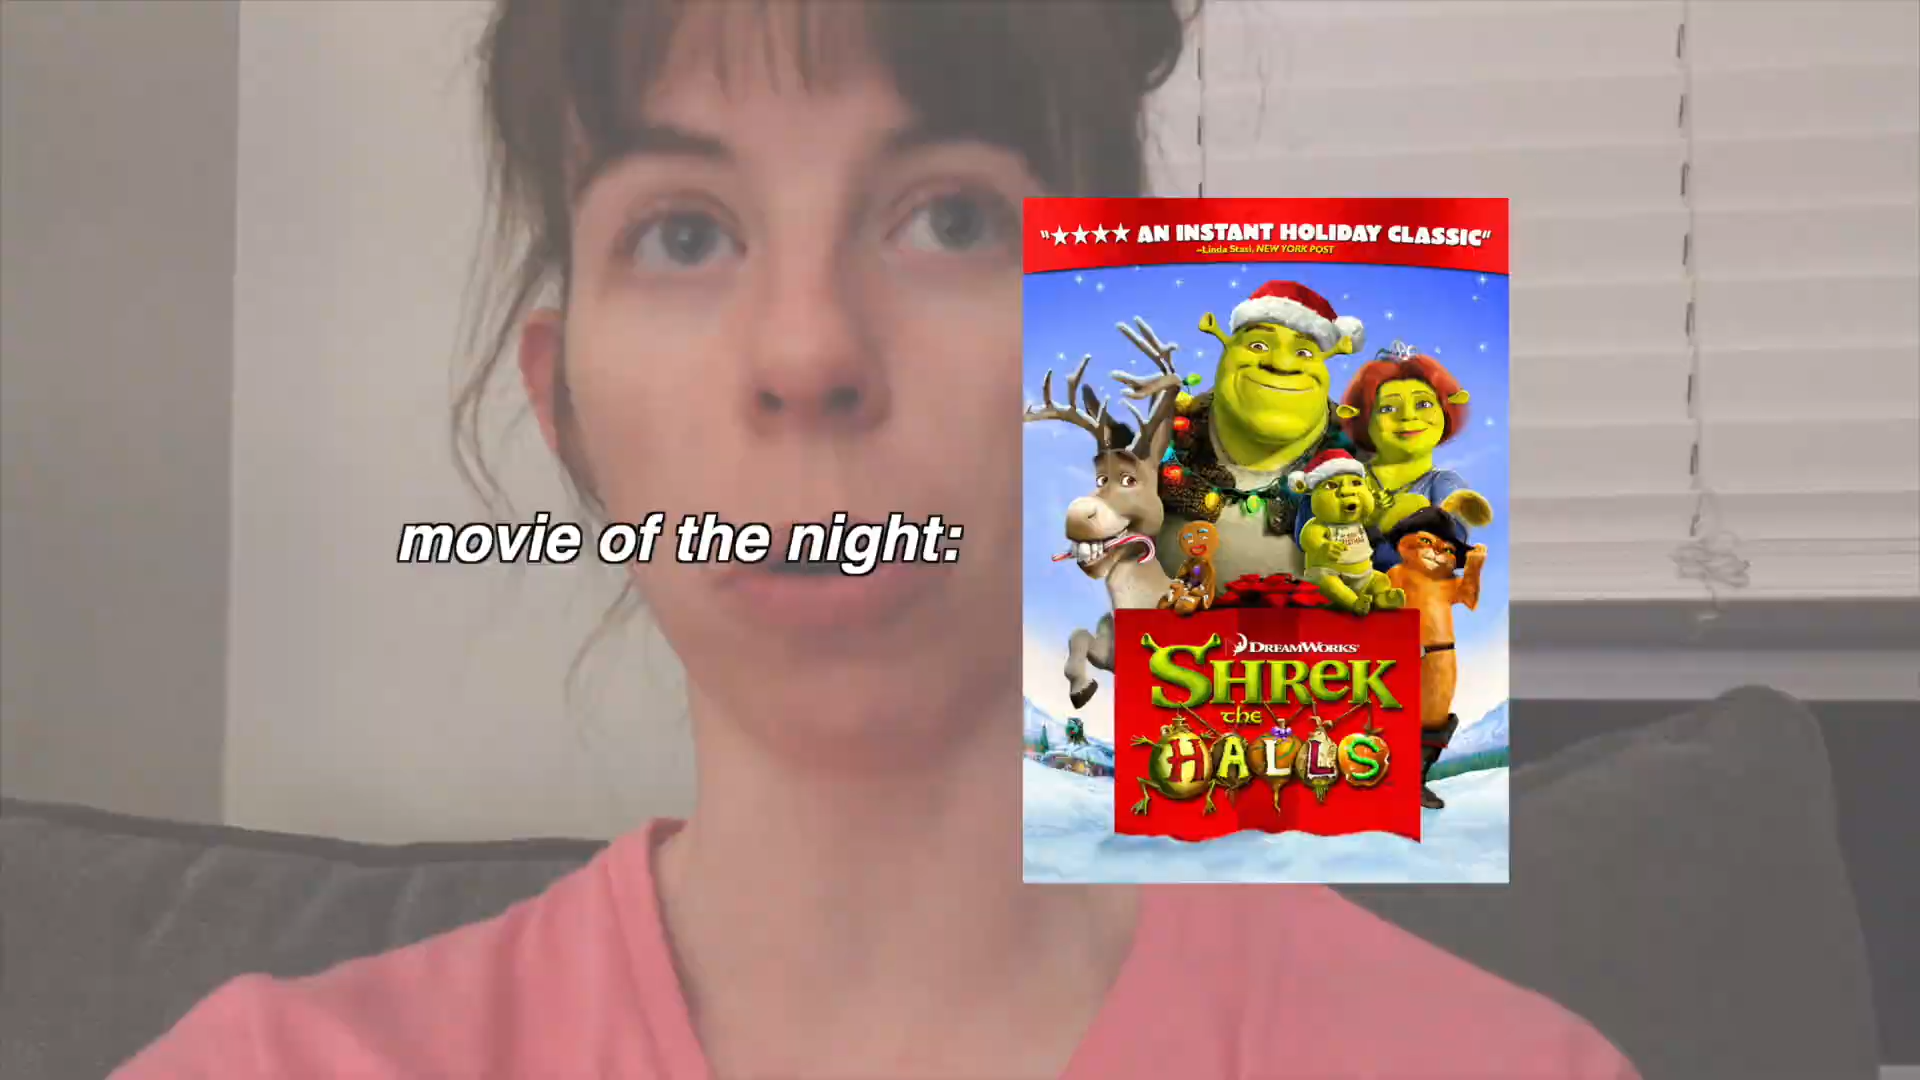 movie of the night:
"★★★★ AN INSTANT HOLIDAY CLASSIC"
–Linda Stasi, NEW YORK POST
DREAMWORKS
SHREK
the
HALLS